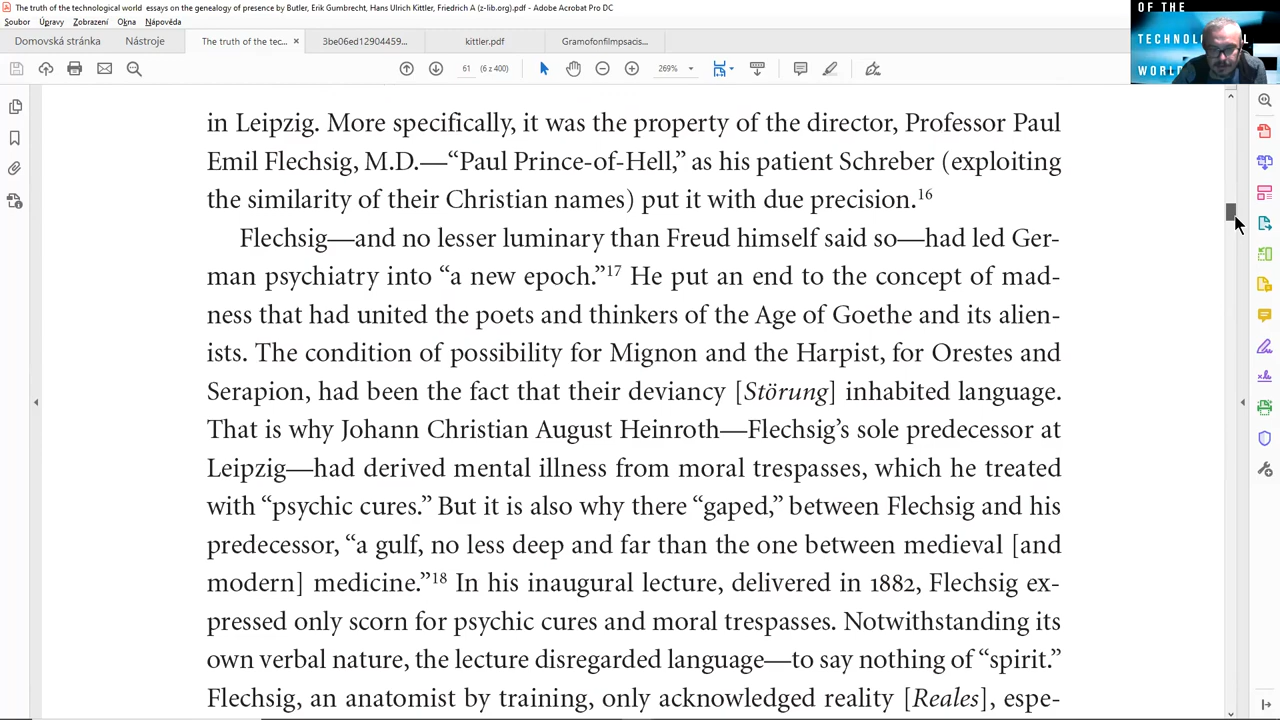 The truth of the technological world essays on the genealogy of presence by Butler, Erik Gumbrecht, Hans Ulrich Kittler, Friedrich A (z-lib.org).pdf - Adobe Acrobat Pro DC
Soubor Úpravy Zobrazení Okna Nápověda
Domovská stránka Nástroje The truth of the tec... × 3be06ed12904459... kittler.pdf Gramofonfilmpsacis...
61 (6 z 400) 269%
OF THE
TECHNOL L
WORL
in Leipzig. More specifically, it was the property of the director, Professor Paul
Emil Flechsig, M.D.—“Paul Prince-of-Hell,” as his patient Schreber (exploiting
the similarity of their Christian names) put it with due precision.16
Flechsig—and no lesser luminary than Freud himself said so—had led Ger-
man psychiatry into “a new epoch.”17 He put an end to the concept of mad-
ness that had united the poets and thinkers of the Age of Goethe and its alien-
ists. The condition of possibility for Mignon and the Harpist, for Orestes and
Serapion, had been the fact that their deviancy [Störung] inhabited language.
That is why Johann Christian August Heinroth—Flechsig’s sole predecessor at
Leipzig—had derived mental illness from moral trespasses, which he treated
with “psychic cures.” But it is also why there “gaped,” between Flechsig and his
predecessor, “a gulf, no less deep and far than the one between medieval [and
modern] medicine.”18 In his inaugural lecture, delivered in 1882, Flechsig ex-
pressed only scorn for psychic cures and moral trespasses. Notwithstanding its
own verbal nature, the lecture disregarded language—to say nothing of “spirit.”
Flechsig, an anatomist by training, only acknowledged reality [Reales], espe-